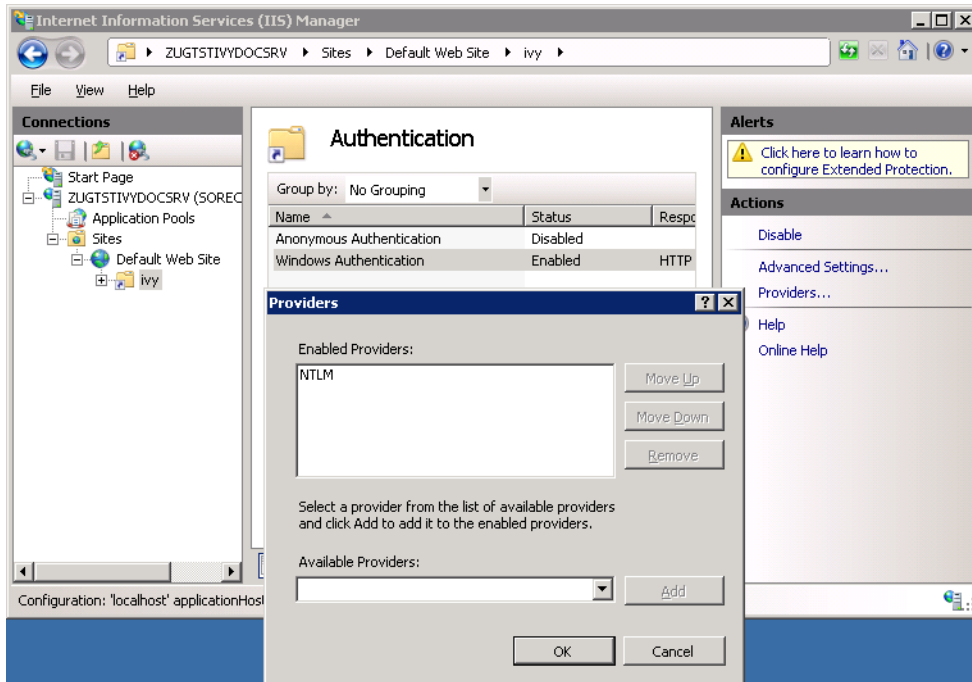 Internet Information Services (IIS) Manager
ZUGTSTIVYDOCSRV Sites Default Web Site ivy
File View Help
Connections
Start Page
ZUGTSTIVYDOCSRV (SOREC
Application Pools
Sites
Default Web Site
ivy
Authentication
Group by: No Grouping
Name Status Respo
Anonymous Authentication Disabled
Windows Authentication Enabled HTTP
Alerts
Click here to learn how to
configure Extended Protection.
Actions
Disable
Advanced Settings...
Providers...
Help
Online Help
Providers
Enabled Providers:
NTLM
Move Up
Move Down
Remove
Select a provider from the list of available providers
and click Add to add it to the enabled providers.
Available Providers:
Add
OK Cancel
Configuration: 'localhost' applicationHost